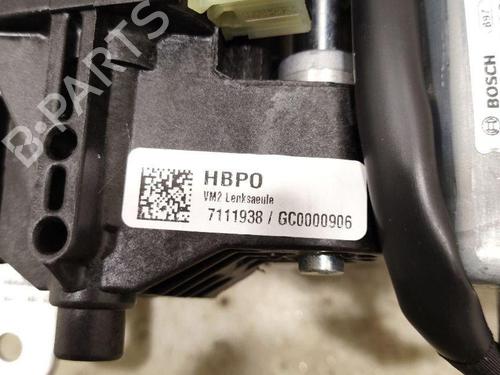 HBPO
VM2 Lenksaeule
7111938 / GC0000906
BOSCH
B-PARTS